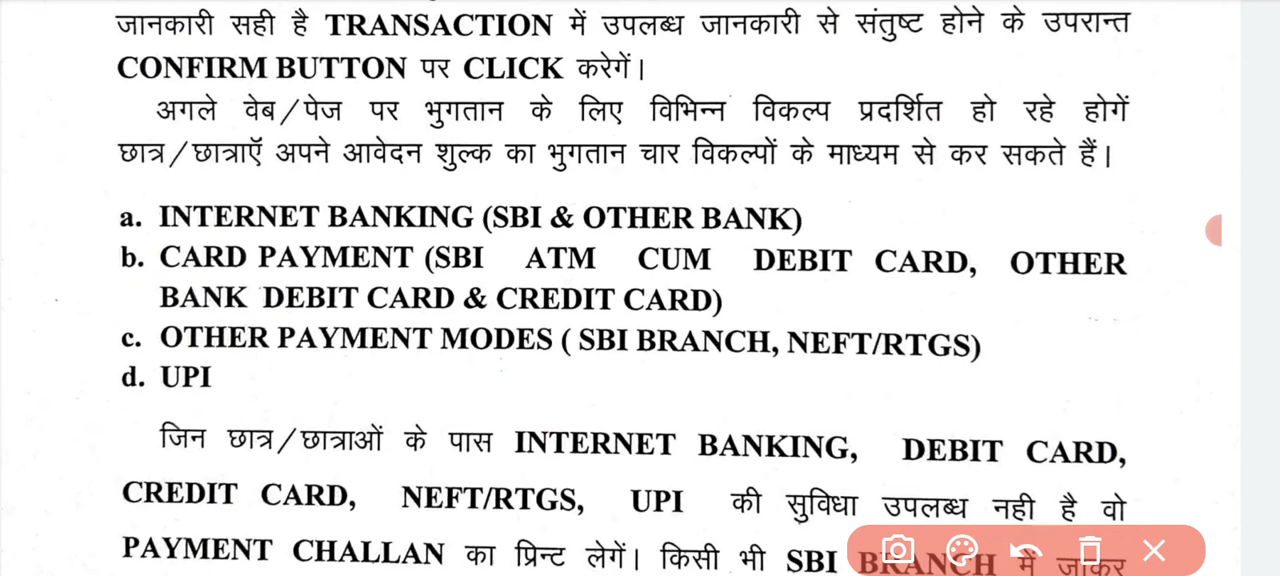 जानकारी सही है TRANSACTION में उपलब्ध जानकारी से संतुष्ट होने के उपरान्त
CONFIRM BUTTON पर CLICK करेगें।
अगले वेब/पेज पर भुगतान के लिए विभिन्न विकल्प प्रदर्शित हो रहे होगें
छात्र/छात्राऍ अपने आवेदन शुल्क का भुगतान चार विकल्पों के माध्यम से कर सकते हैं।
a. INTERNET BANKING (SBI & OTHER BANK)
b. CARD PAYMENT (SBI ATM CUM DEBIT CARD, OTHER
BANK DEBIT CARD & CREDIT CARD)
c. OTHER PAYMENT MODES ( SBI BRANCH, NEFT/RTGS)
d. UPI
जिन छात्र/छात्राओं के पास INTERNET BANKING, DEBIT CARD,
CREDIT CARD, NEFT/RTGS, UPI की सुविधा उपलब्ध नही है वो
PAYMENT CHALLAN का प्रिन्ट लेगें। किसी भी SBI BRANCH में जाकर